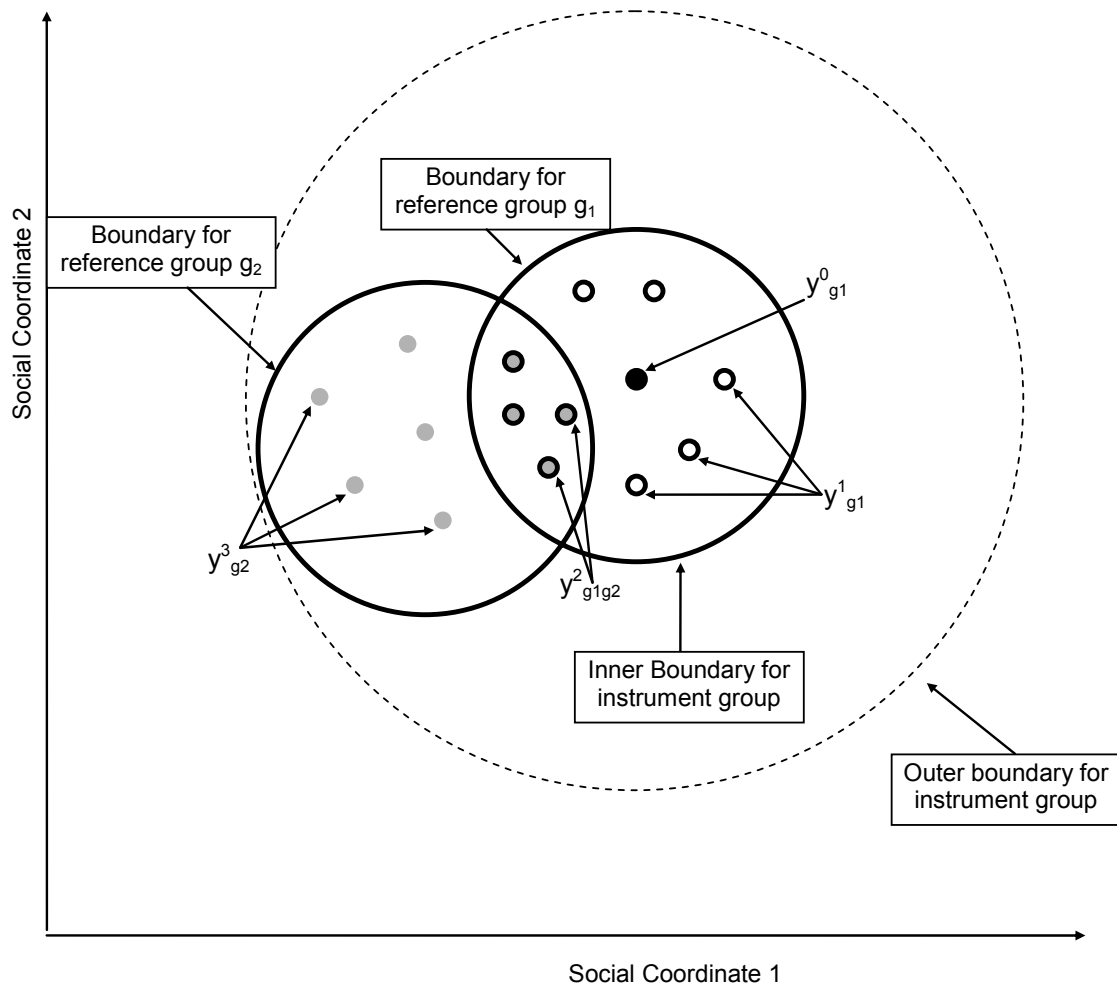 Boundary for
reference group g₁
Boundary for
reference group g₂
Social Coordinate 2
y⁰g1
y¹g1
y³g2
y²g1g2
Inner Boundary for
instrument group
Outer boundary for
instrument group
Social Coordinate 1